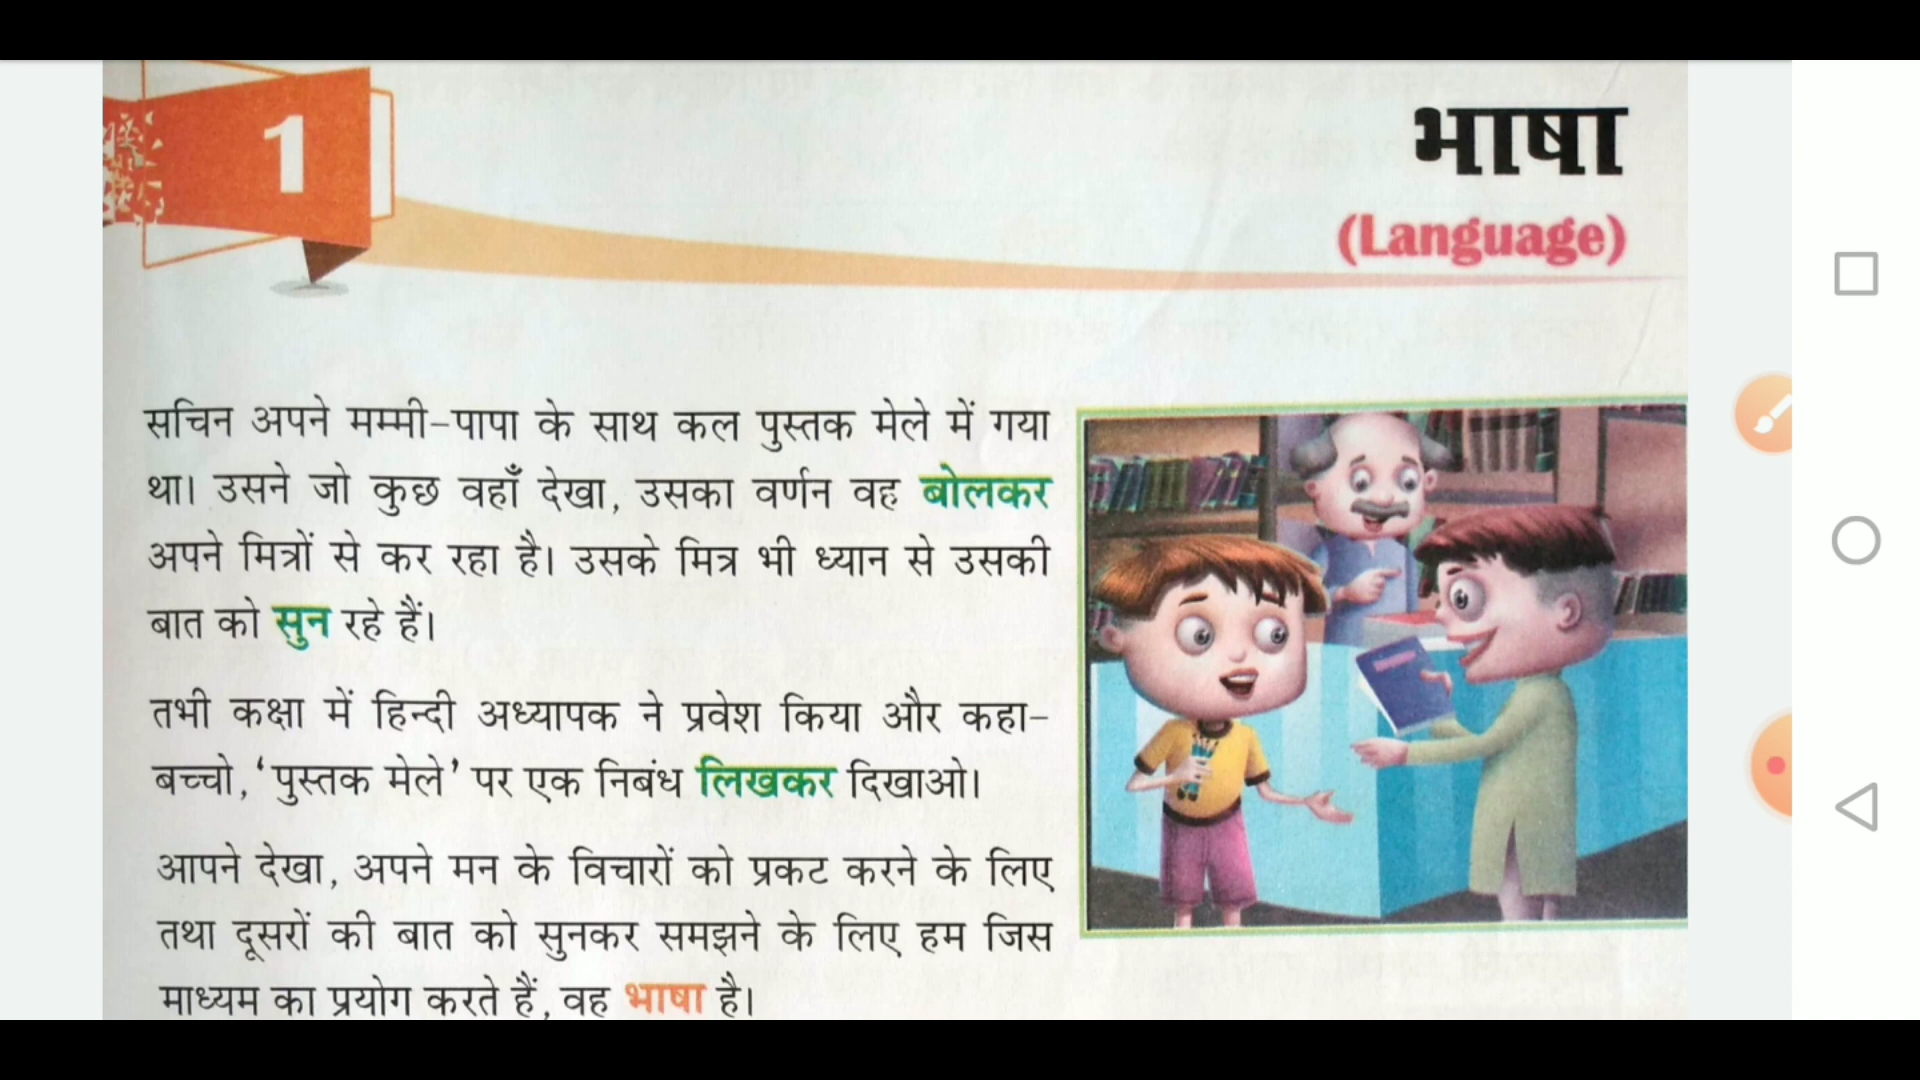 1
भाषा
(Language)
सचिन अपने मम्मी-पापा के साथ कल पुस्तक मेले में गया
था। उसने जो कुछ वहाँ देखा, उसका वर्णन वह बोलकर
अपने मित्रों से कर रहा है। उसके मित्र भी ध्यान से उसकी
बात को सुन रहे हैं।
तभी कक्षा में हिन्दी अध्यापक ने प्रवेश किया और कहा-
बच्चो, ‘पुस्तक मेले’ पर एक निबंध लिखकर दिखाओ।
आपने देखा, अपने मन के विचारों को प्रकट करने के लिए
तथा दूसरों की बात को सुनकर समझने के लिए हम जिस
माध्यम का प्रयोग करते हैं, वह भाषा है।